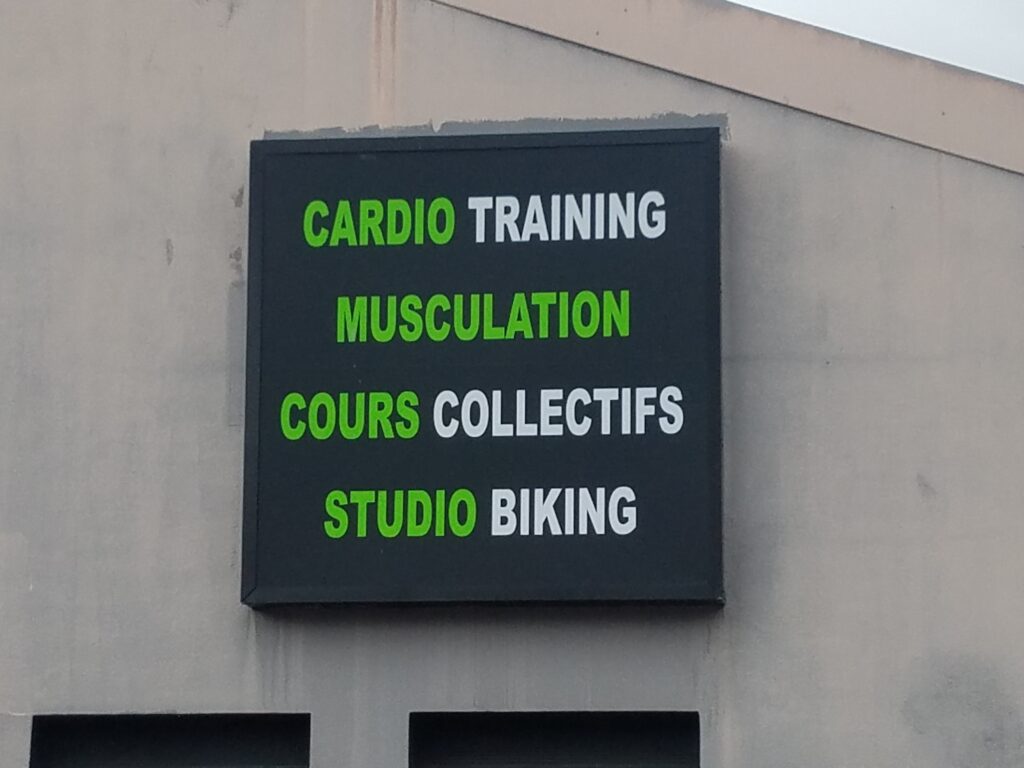 CARDIO TRAINING
MUSCULATION
COURS COLLECTIFS
STUDIO BIKING